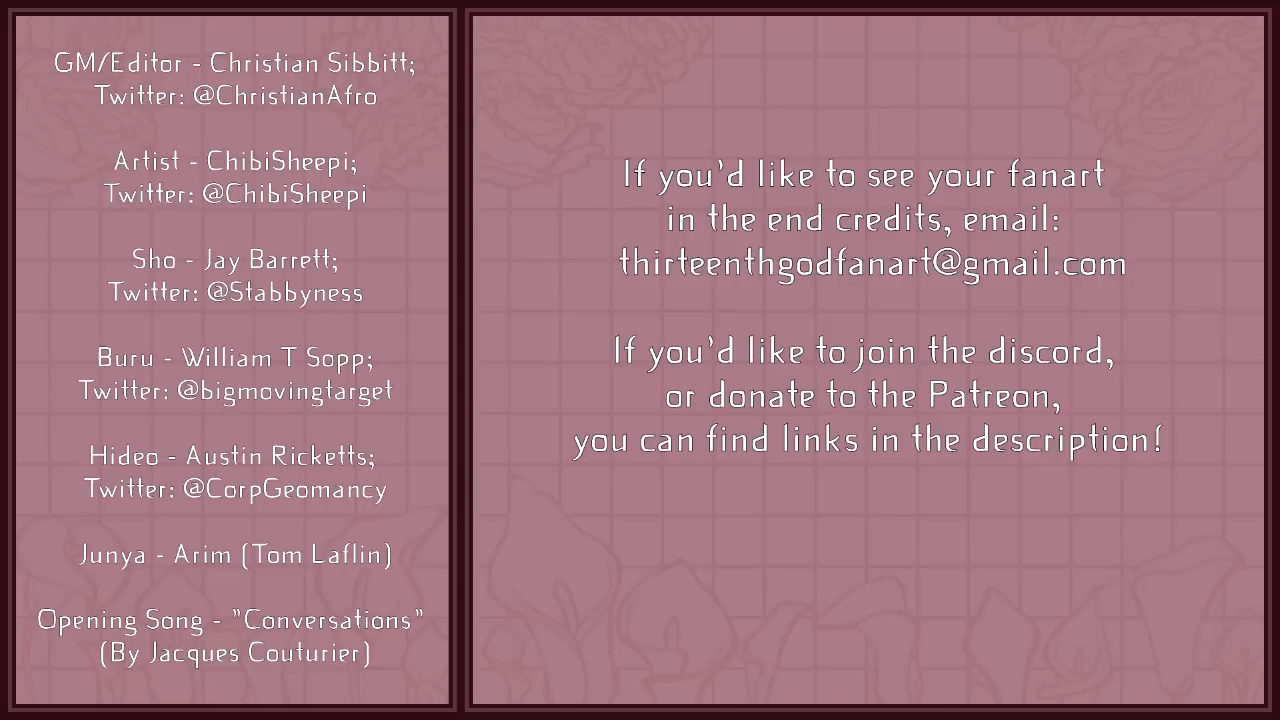 GM/Editor - Christian Sibbitt;
Twitter: @ChristianAfro
Artist - ChibiSheepi;
Twitter: @ChibiSheepi
Sho - Jay Barrett;
Twitter: @Stabbyness
Buru - William T Sopp;
Twitter: @bigmovingtarget
Hideo - Austin Ricketts;
Twitter: @CorpGeomancy
Junya - Arim (Tom Laflin)
Opening Song - "Conversations"
(By Jacques Couturier)
If you'd like to see your fanart
in the end credits, email:
thirteenthgodfanart@gmail.com
If you'd like to join the discord,
or donate to the Patreon,
you can find links in the description!